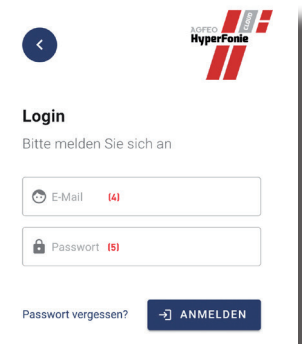 AGFEO
CLOUD
HyperFonie
Login
Bitte melden Sie sich an
E-Mail (4)
Passwort (5)
Passwort vergessen?
ANMELDEN